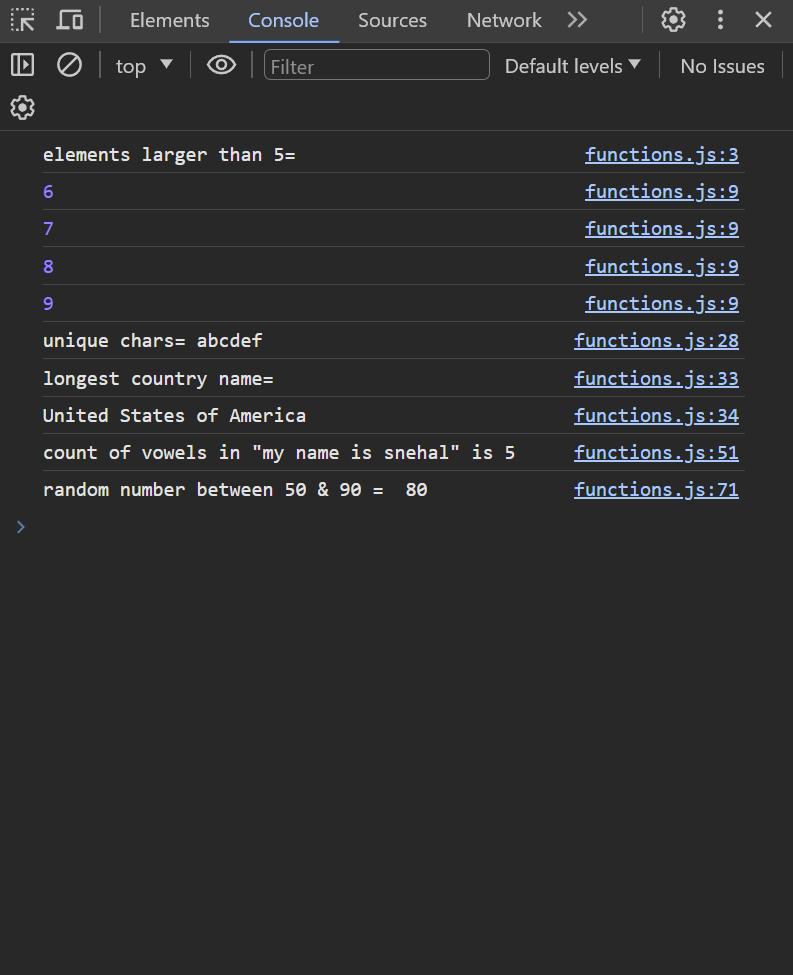 Elements Console Sources Network
top Filter Default levels No Issues
elements larger than 5= functions.js:3
6 functions.js:9
7 functions.js:9
8 functions.js:9
9 functions.js:9
unique chars= abcdef functions.js:28
longest country name= functions.js:33
United States of America functions.js:34
count of vowels in "my name is snehal" is 5 functions.js:51
random number between 50 & 90 =  80 functions.js:71